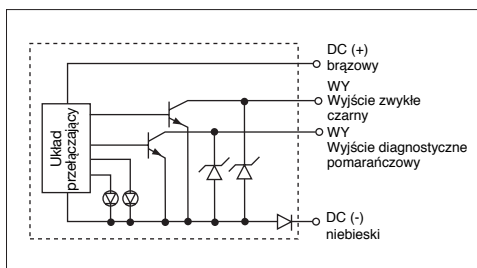 DC (+)
brązowy
WY
Wyjście zwykłe
czarny
WY
Wyjście diagnostyczne
pomarańczowy
Układ
przełączający
DC (-)
niebieski